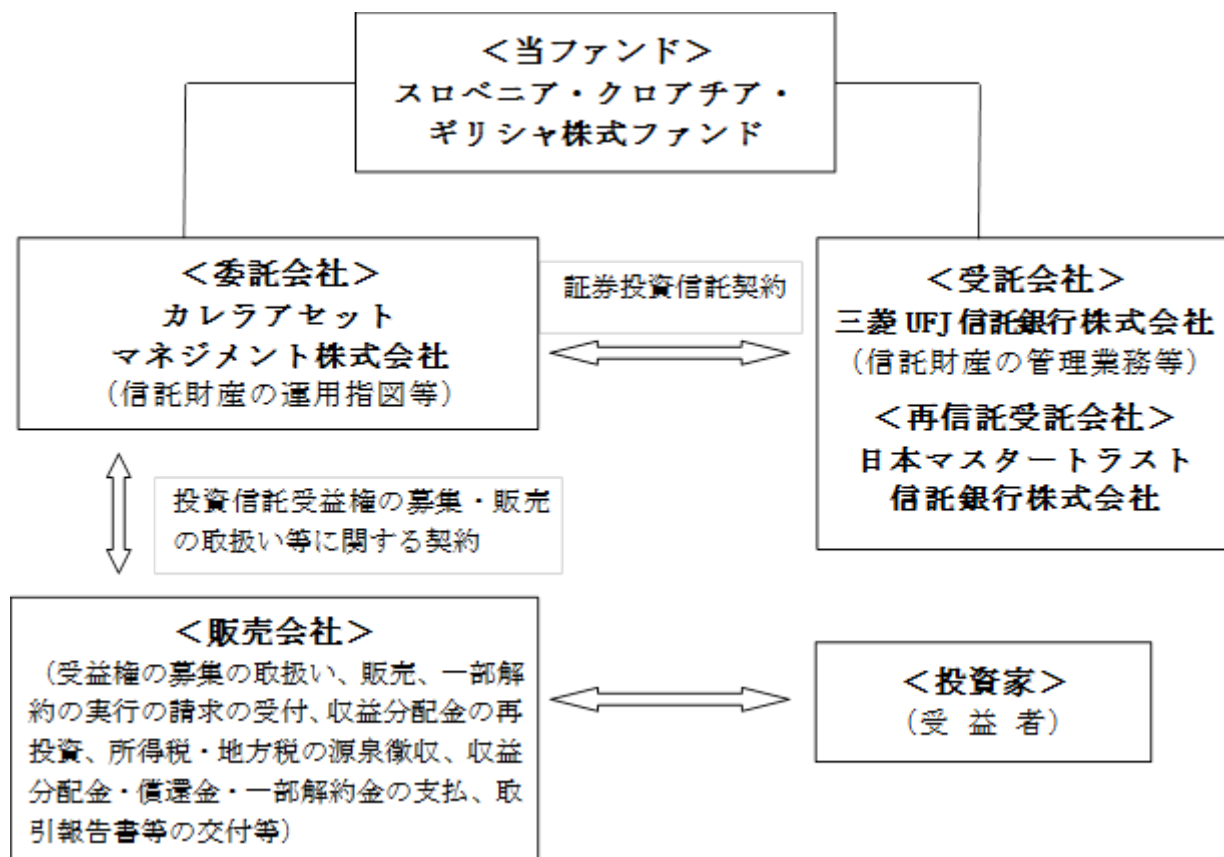 ＜当ファンド＞
スロベニア・クロアチア・
ギリシャ株式ファンド
＜委託会社＞
カレラアセット
マネジメント株式会社
（信託財産の運用指図等）
証券投資信託契約
＜受託会社＞
三菱UFJ信託銀行株式会社
（信託財産の管理業務等）
＜再信託受託会社＞
日本マスタートラスト
信託銀行株式会社
投資信託受益権の募集・販売
の取扱い等に関する契約
＜販売会社＞
（受益権の募集の取扱い、販売、一部解
約の実行の請求の受付、収益分配金の再
投資、所得税・地方税の源泉徴収、収益
分配金・償還金・一部解約金の支払、取
引報告書等の交付等）
＜投資家＞
（受 益 者）